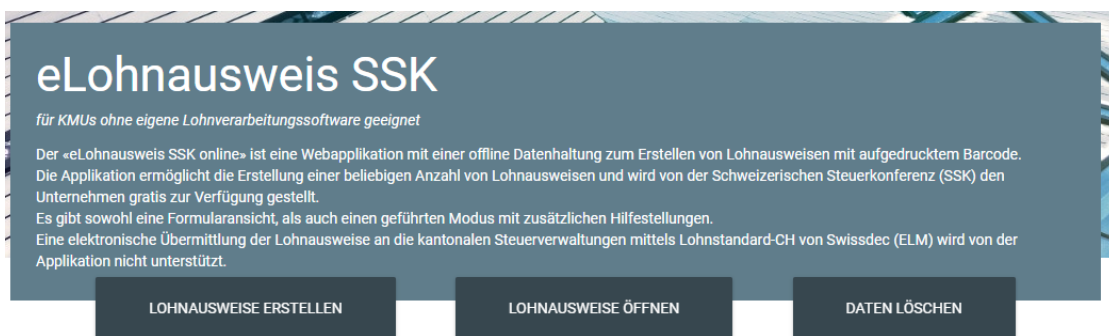 eLohnausweis SSK
für KMUs ohne eigene Lohnverarbeitungssoftware geeignet
Der «eLohnausweis SSK online» ist eine Webapplikation mit einer offline Datenhaltung zum Erstellen von Lohnausweisen mit aufgedrucktem Barcode.
Die Applikation ermöglicht die Erstellung einer beliebigen Anzahl von Lohnausweisen und wird von der Schweizerischen Steuerkonferenz (SSK) den
Unternehmen gratis zur Verfügung gestellt.
Es gibt sowohl eine Formularansicht, als auch einen geführten Modus mit zusätzlichen Hilfestellungen.
Eine elektronische Übermittlung der Lohnausweise an die kantonalen Steuerverwaltungen mittels Lohnstandard-CH von Swissdec (ELM) wird von der
Applikation nicht unterstützt.
LOHNAUSWEISE ERSTELLEN LOHNAUSWEISE ÖFFNEN DATEN LÖSCHEN